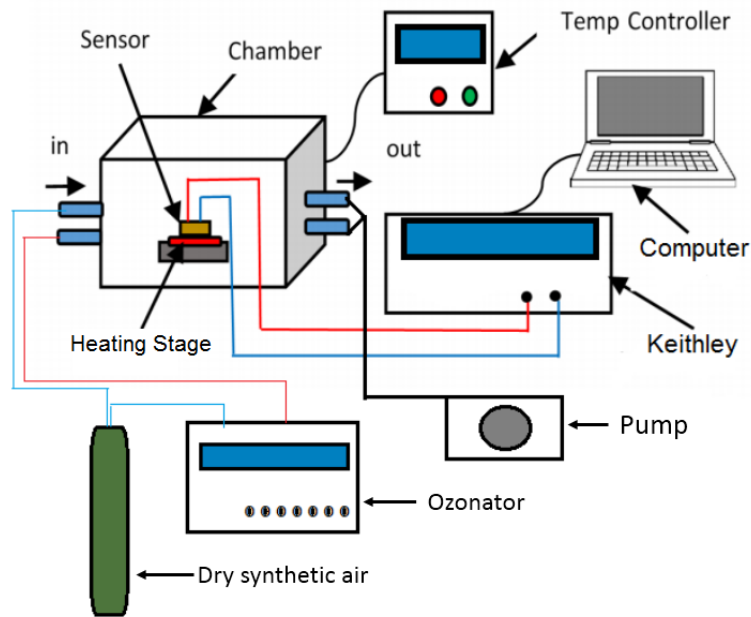 Sensor
Chamber
Temp Controller
in
out
Computer
Heating Stage
Keithley
Pump
Ozonator
Dry synthetic air